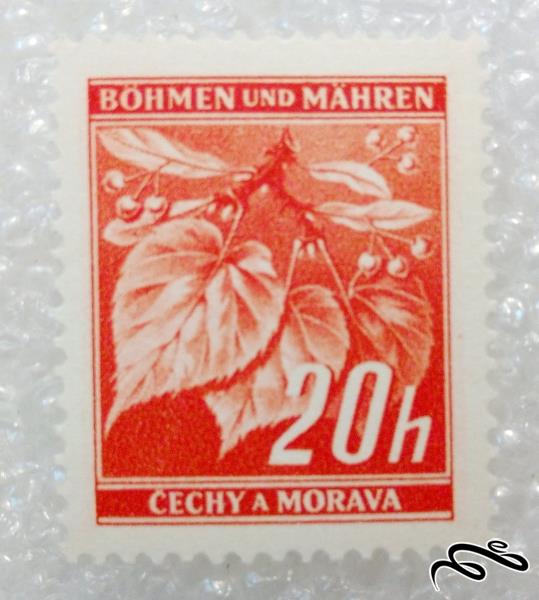 BÖHMEN UND MÄHREN
20h
ČECHY A MORAVA